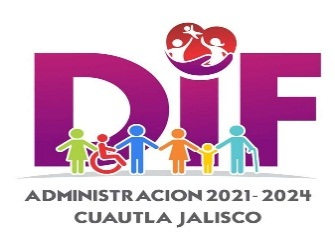 DiF
ADMINISTRACION 2021-2024
CUAUTLA JALISCO